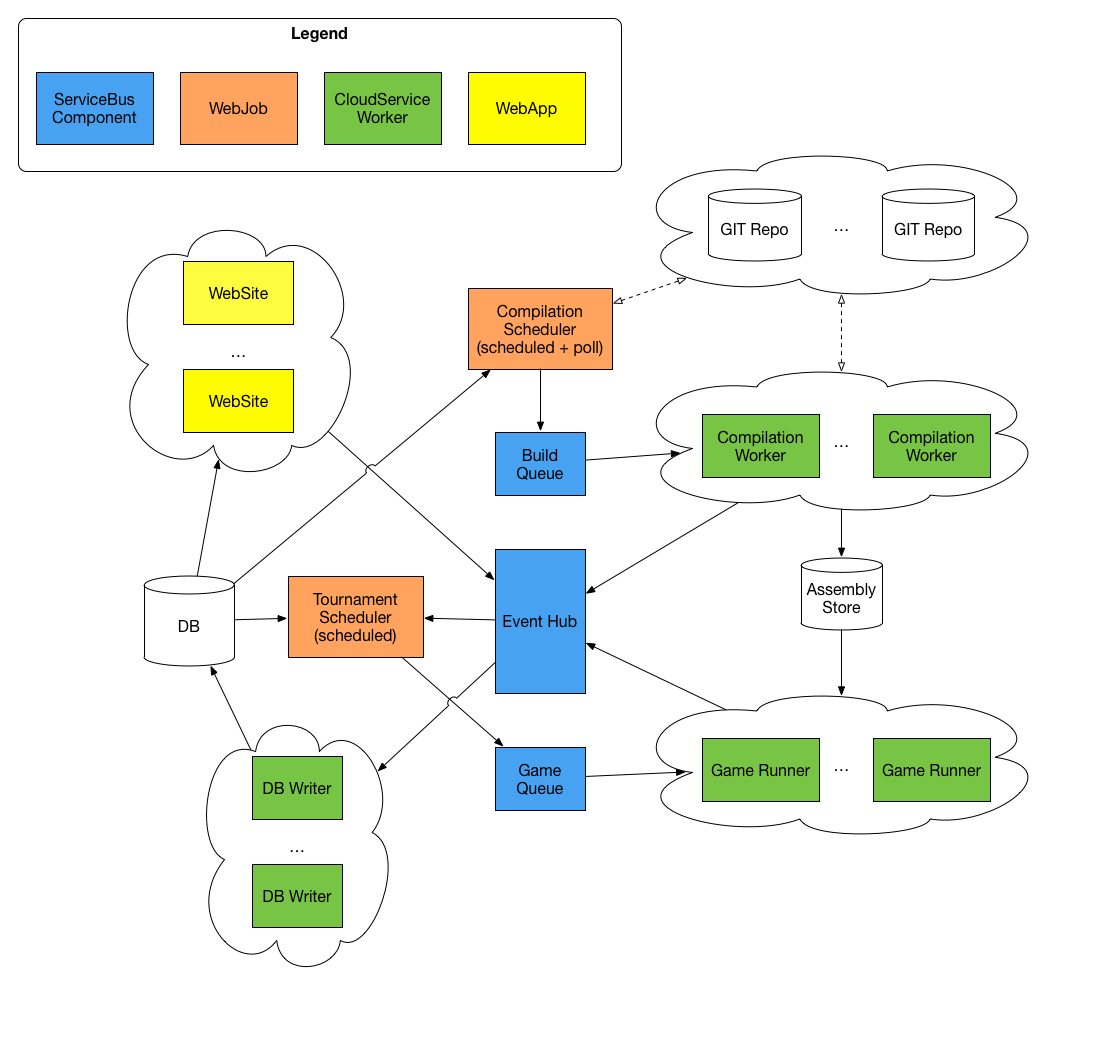 Legend
ServiceBus
Component
WebJob
CloudService
Worker
WebApp
GIT Repo
...
GIT Repo
WebSite
...
WebSite
Compilation
Scheduler
(scheduled + poll)
Build
Queue
Compilation
Worker
...
Compilation
Worker
DB
Tournament
Scheduler
(scheduled)
Event Hub
Assembly
Store
Game
Queue
Game Runner
...
Game Runner
DB Writer
...
DB Writer